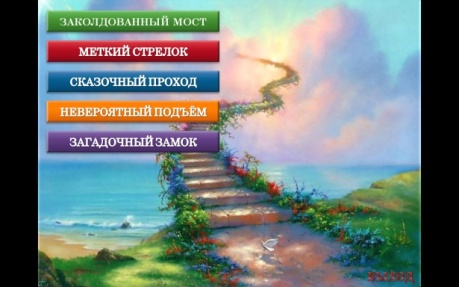 ЗАКОЛДОВАННЫЙ МОСТ
МЕТКИЙ СТРЕЛОК
СКАЗОЧНЫЙ ПРОХОД
НЕВЕРОЯТНЫЙ ПОДЪЁМ
ЗАГАДОЧНЫЙ ЗАМОК